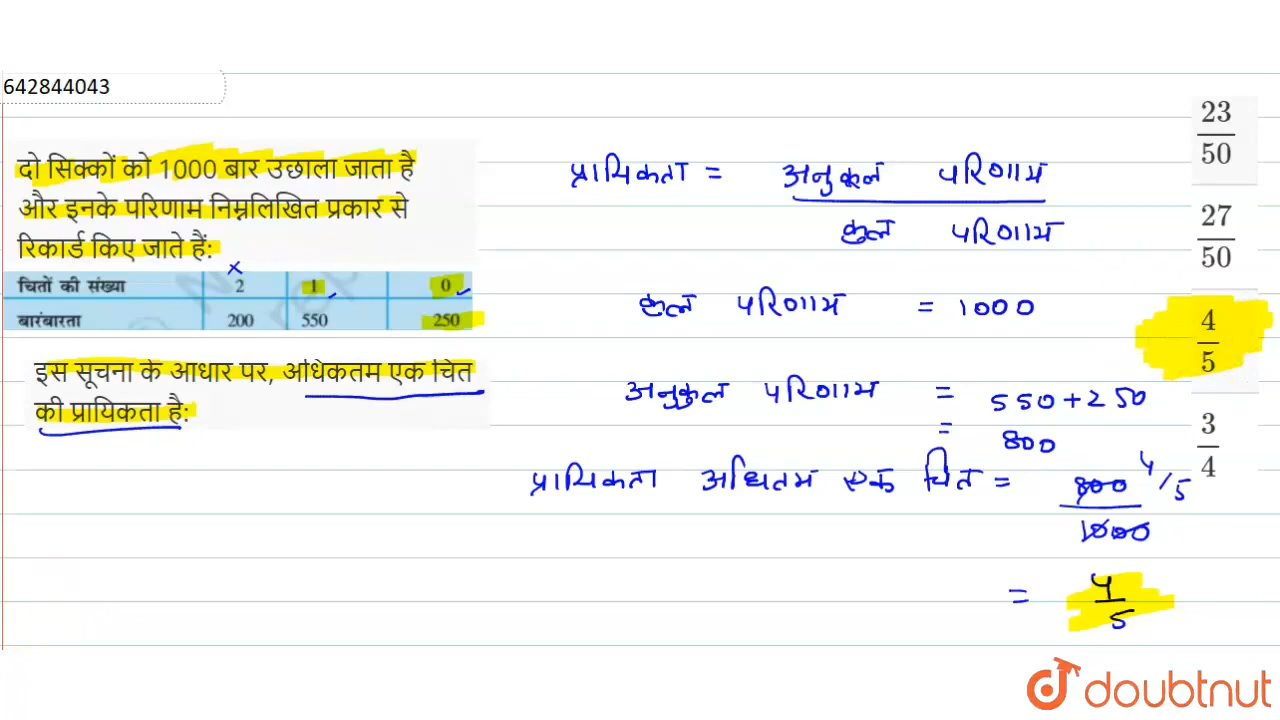 642844043
दो सिक्कों को 1000 बार उछाला जाता है
और इनके परिणाम निम्नलिखित प्रकार से
रिकार्ड किए जाते हैं:
×
चितों की संख्या 2 1 0
बारंबारता 200 550 250
इस सूचना के आधार पर, अधिकतम एक चित
की प्रायिकता है:
प्रायिकता = अनुकूल परिणाम
कुल परिणाम
कुल परिणाम = 1000
अनुकुल परिणाम = 550 + 250
= 800
प्रायिकता अधितम एक चित = 800 4/5
1000
= 4
5
23
50
27
50
4
5
3
4
doubtnut